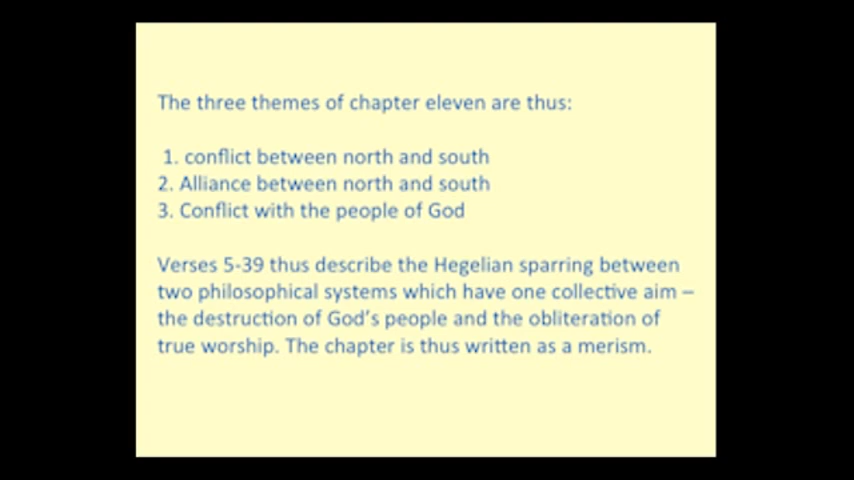 The three themes of chapter eleven are thus:
1. conflict between north and south
2. Alliance between north and south
3. Conflict with the people of God
Verses 5-39 thus describe the Hegelian sparring between
two philosophical systems which have one collective aim –
the destruction of God's people and the obliteration of
true worship. The chapter is thus written as a merism.